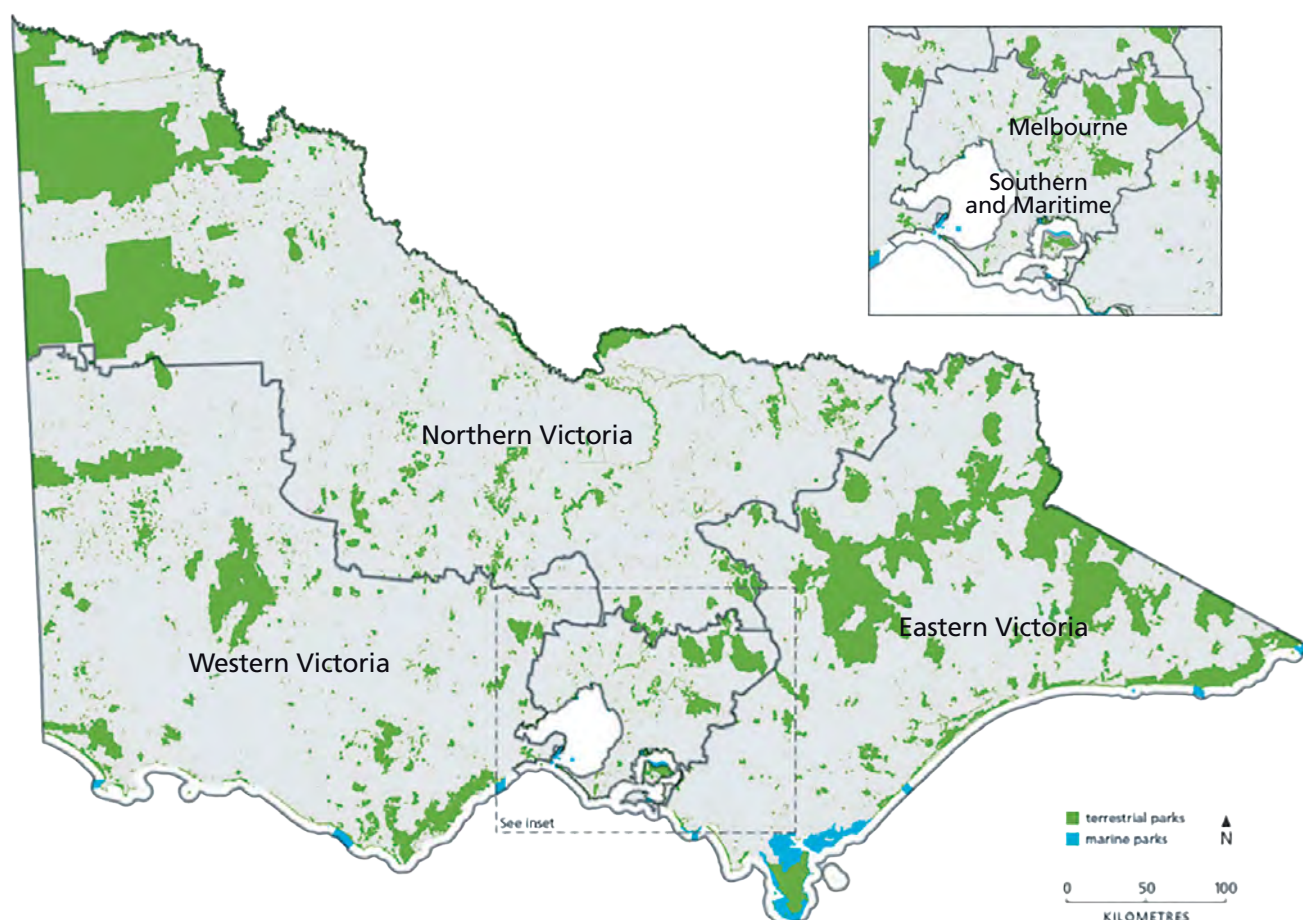 Melbourne
Southern
and Maritime
Northern Victoria
Eastern Victoria
Western Victoria
See inset
terrestrial parks
marine parks
N
0 50 100
KILOMETRES